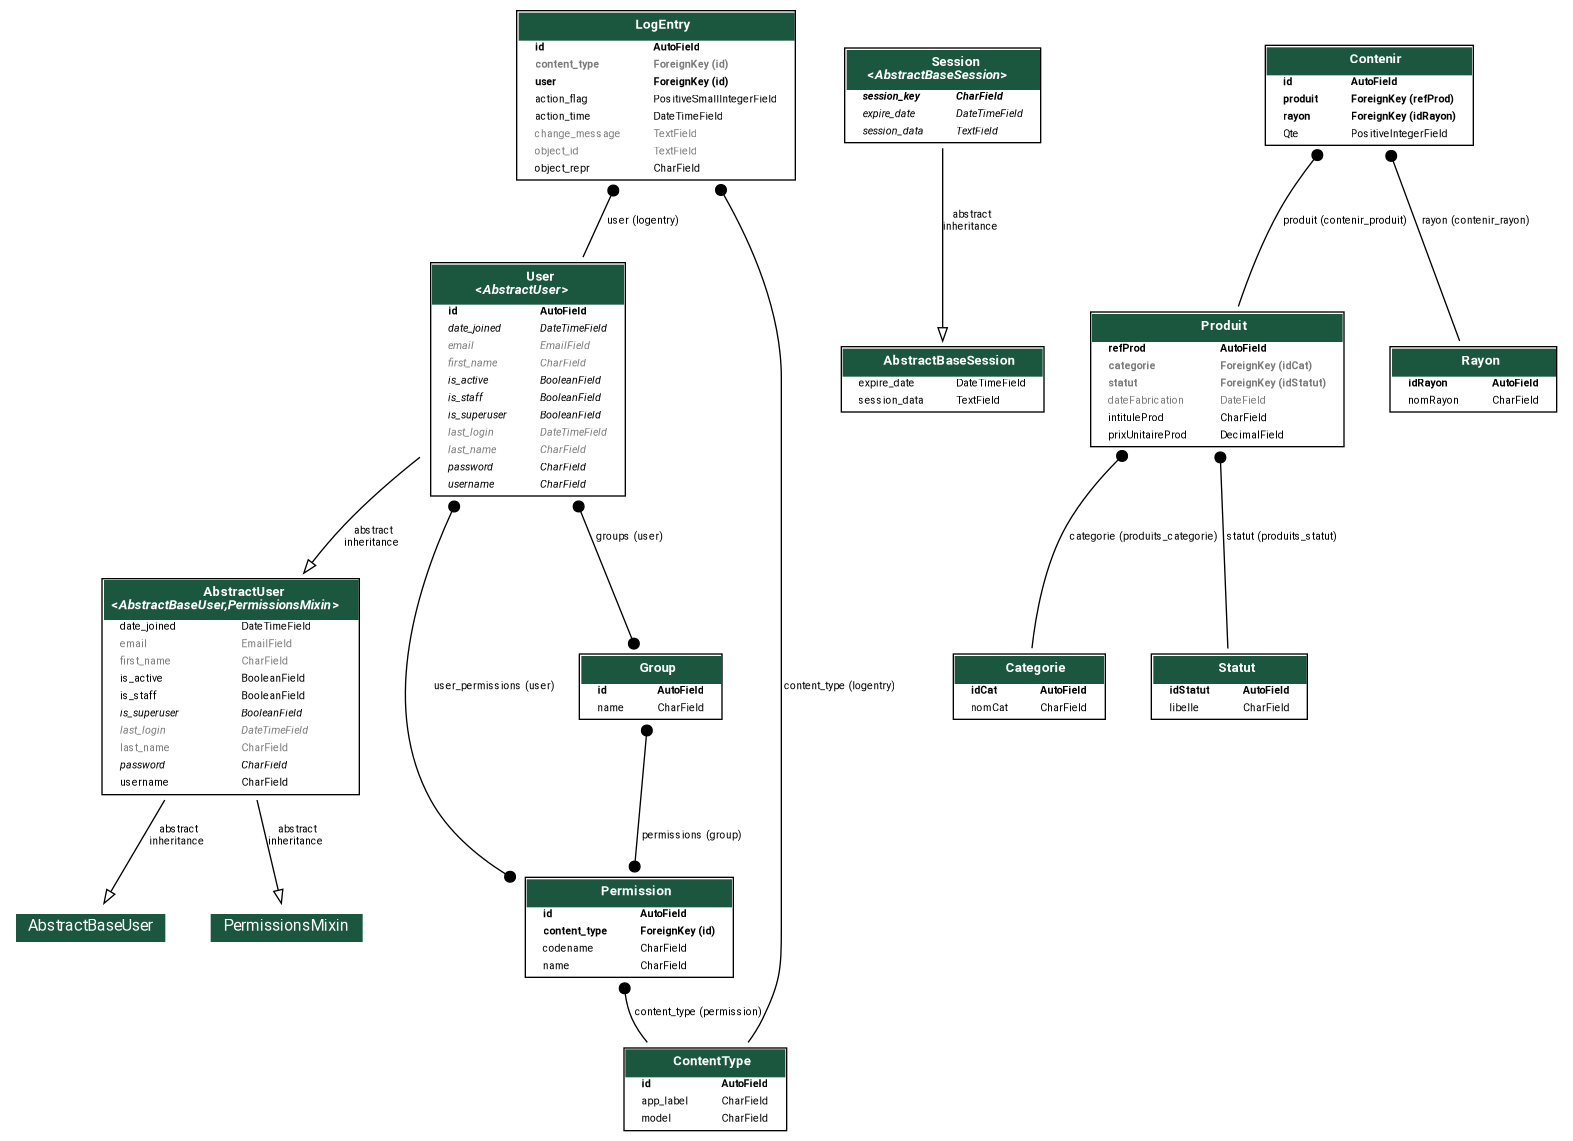 LogEntry
id AutoField
content_type ForeignKey (id)
user ForeignKey (id)
action_flag PositiveSmallIntegerField
action_time DateTimeField
change_message TextField
object_id TextField
object_repr CharField
Session
<AbstractBaseSession>
session_key CharField
expire_date DateTimeField
session_data TextField
Contenir
id AutoField
produit ForeignKey (refProd)
rayon ForeignKey (idRayon)
Qte PositiveIntegerField
user (logentry)
abstract
inheritance
produit (contenir_produit)
rayon (contenir_rayon)
User
<AbstractUser>
id AutoField
date_joined DateTimeField
email EmailField
first_name CharField
is_active BooleanField
is_staff BooleanField
is_superuser BooleanField
last_login DateTimeField
last_name CharField
password CharField
username CharField
AbstractBaseSession
expire_date DateTimeField
session_data TextField
Produit
refProd AutoField
categorie ForeignKey (idCat)
statut ForeignKey (idStatut)
dateFabrication DateField
intituleProd CharField
prixUnitaireProd DecimalField
Rayon
idRayon AutoField
nomRayon CharField
abstract
inheritance
groups (user)
categorie (produits_categorie)
statut (produits_statut)
AbstractUser
<AbstractBaseUser,PermissionsMixin>
date_joined DateTimeField
email EmailField
first_name CharField
is_active BooleanField
is_staff BooleanField
is_superuser BooleanField
last_login DateTimeField
last_name CharField
password CharField
username CharField
user_permissions (user)
Group
id AutoField
name CharField
content_type (logentry)
Categorie
idCat AutoField
nomCat CharField
Statut
idStatut AutoField
libelle CharField
abstract
inheritance
abstract
inheritance
permissions (group)
AbstractBaseUser
PermissionsMixin
Permission
id AutoField
content_type ForeignKey (id)
codename CharField
name CharField
content_type (permission)
ContentType
id AutoField
app_label CharField
model CharField